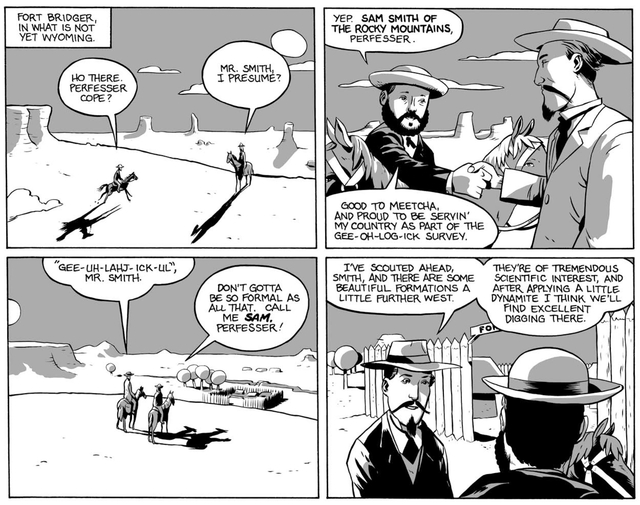 FORT BRIDGER,
IN WHAT IS NOT
YET WYOMING.
HO THERE.
PERFESSER
COPE?
MR. SMITH,
I PRESUME?
YEP. SAM SMITH OF
THE ROCKY MOUNTAINS,
PERFESSER.
GOOD TO MEETCHA,
AND PROUD TO BE SERVIN'
MY COUNTRY AS PART OF THE
GEE-OH-LOG-ICK SURVEY.
"GEE-UH-LAHJ-ICK-UL",
MR. SMITH.
DON'T GOTTA
BE SO FORMAL AS
ALL THAT. CALL
ME SAM,
PERFESSER!
I'VE SCOUTED AHEAD,
SMITH, AND THERE ARE SOME
BEAUTIFUL FORMATIONS A
LITTLE FURTHER WEST.
THEY'RE OF TREMENDOUS
SCIENTIFIC INTEREST, AND
AFTER APPLYING A LITTLE
DYNAMITE I THINK WE'LL
FIND EXCELLENT
DIGGING THERE.
FO